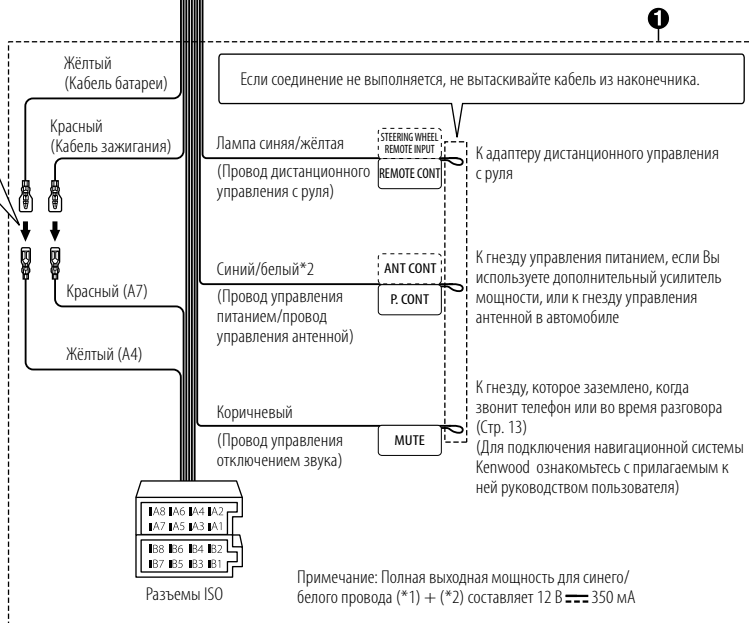 1
Жёлтый
(Кабель батареи)
Если соединение не выполняется, не вытаскивайте кабель из наконечника.
Красный
(Кабель зажигания)
Лампа синяя/жёлтая
(Провод дистанционного
управления с руля)
STEERING WHEEL
REMOTE INPUT
REMOTE CONT
К адаптеру дистанционного управления
с руля
Синий/белый*2
(Провод управления
питанием/провод
управления антенной)
ANT CONT
P. CONT
К гнезду управления питанием, если Вы
используете дополнительный усилитель
мощности, или к гнезду управления
антенной в автомобиле
Красный (A7)
Жёлтый (A4)
Коричневый
(Провод управления
отключением звука)
MUTE
К гнезду, которое заземлено, когда
звонит телефон или во время разговора
(Стр. 13)
(Для подключения навигационной системы
Kenwood ознакомьтесь с прилагаемым к
ней руководством пользователя)
A8 A6 A4 A2
A7 A5 A3 A1
B8 B6 B4 B2
B7 B5 B3 B1
Разъемы ISO
Примечание: Полная выходная мощность для синего/
белого провода (*1) + (*2) составляет 12 В ⎓ 350 мА